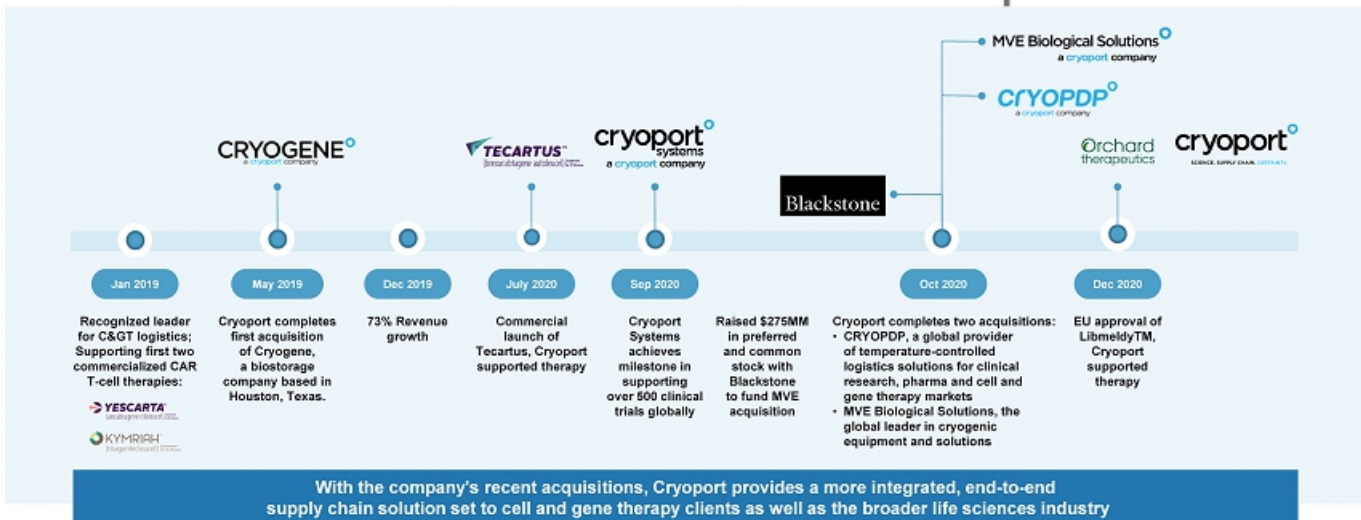 MVE Biological Solutions
a cryoport company
CRYOPDP
a cryoport company
CRYOGENE
a cryoport company
TECARTUS™
cryoport
systems
a cryoport company
Blackstone
Orchard
therapeutics
cryoport
SCIENCE. SUPPLY CHAIN. CERTAINTY.
Jan 2019
Recognized leader
for C&GT logistics;
Supporting first two
commercialized CAR
T-cell therapies:
YESCARTA
KYMRIAH
May 2019
Cryoport completes
first acquisition
of Cryogene,
a biostorage
company based in
Houston, Texas.
Dec 2019
73% Revenue
growth
July 2020
Commercial
launch of
Tecartus, Cryoport
supported therapy
Sep 2020
Cryoport
Systems
achieves
milestone in
supporting
over 500 clinical
trials globally
Raised $275MM
in preferred
and common
stock with
Blackstone
to fund MVE
acquisition
Oct 2020
Cryoport completes two acquisitions:
• CRYOPDP, a global provider
of temperature-controlled
logistics solutions for clinical
research, pharma and cell and
gene therapy markets
• MVE Biological Solutions, the
global leader in cryogenic
equipment and solutions
Dec 2020
EU approval of
LibmeldyTM,
Cryoport
supported
therapy
With the company's recent acquisitions, Cryoport provides a more integrated, end-to-end
supply chain solution set to cell and gene therapy clients as well as the broader life sciences industry